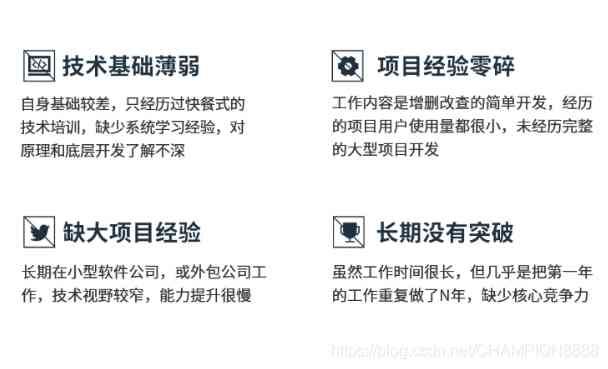 技术基础薄弱
自身基础较差，只经历过快餐式的
技术培训，缺少系统学习经验，对
原理和底层开发了解不深
项目经验零碎
工作内容是增删改查的简单开发，经历
的项目用户使用量都很小，未经历完整
的大型项目开发
缺大项目经验
长期在小型软件公司，或外包公司工
作，技术视野较窄，能力提升很慢
长期没有突破
虽然工作时间很长，但几乎是把第一年
的工作重复做了N年，缺少核心竞争力
https://blog.csdn.net/CHAMPION8888